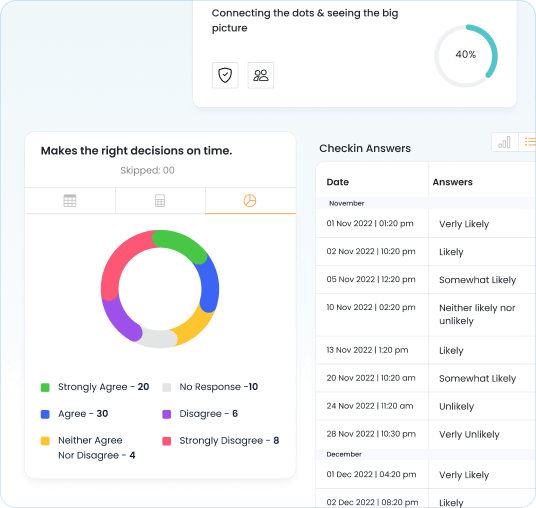 Connecting the dots & seeing the big
picture
40%
Makes the right decisions on time.
Skipped: 00
Strongly Agree - 20
No Response -10
Agree - 30
Disagree - 6
Neither Agree
Nor Disagree - 4
Strongly Disagree - 8
Checkin Answers
Date Answers
November
01 Nov 2022 | 01:20 pm Verly Likely
02 Nov 2022 | 10:20 pm Likely
05 Nov 2022 | 12:20 pm Somewhat Likely
10 Nov 2022 | 02:20 pm Neither likely nor
unlikely
13 Nov 2022 | 1:20 pm Likely
20 Nov 2022 | 10:20 am Somewhat Likely
24 Nov 2022 | 11:20 am Unlikely
28 Nov 2022 | 10:30 pm Verly Unlikely
December
01 Dec 2022 | 04:20 pm Verly Likely
02 Dec 2022 | 08:20 pm Likely